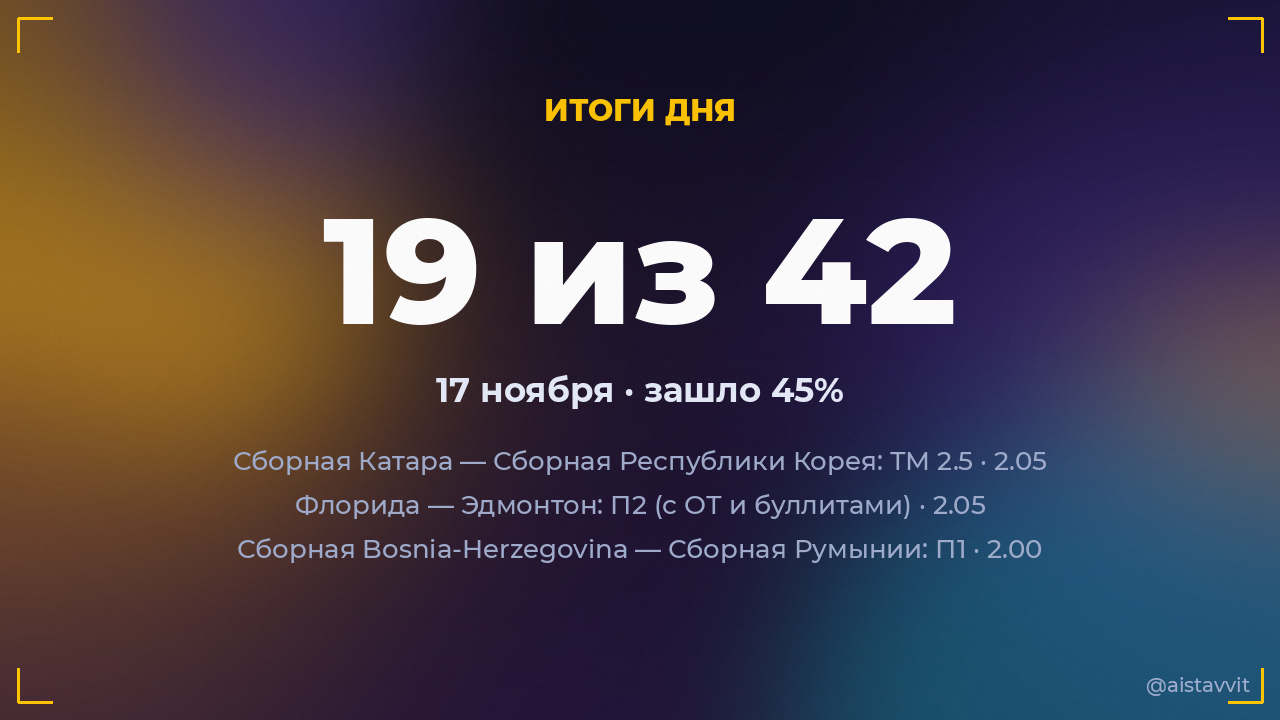 ИТОГИ ДНЯ
19 из 42
17 ноября · зашло 45%
Сборная Катара — Сборная Республики Корея: ТМ 2.5 · 2.05
Флорида — Эдмонтон: П2 (с ОТ и буллитами) · 2.05
Сборная Bosnia-Herzegovina — Сборная Румынии: П1 · 2.00
@aistavvit